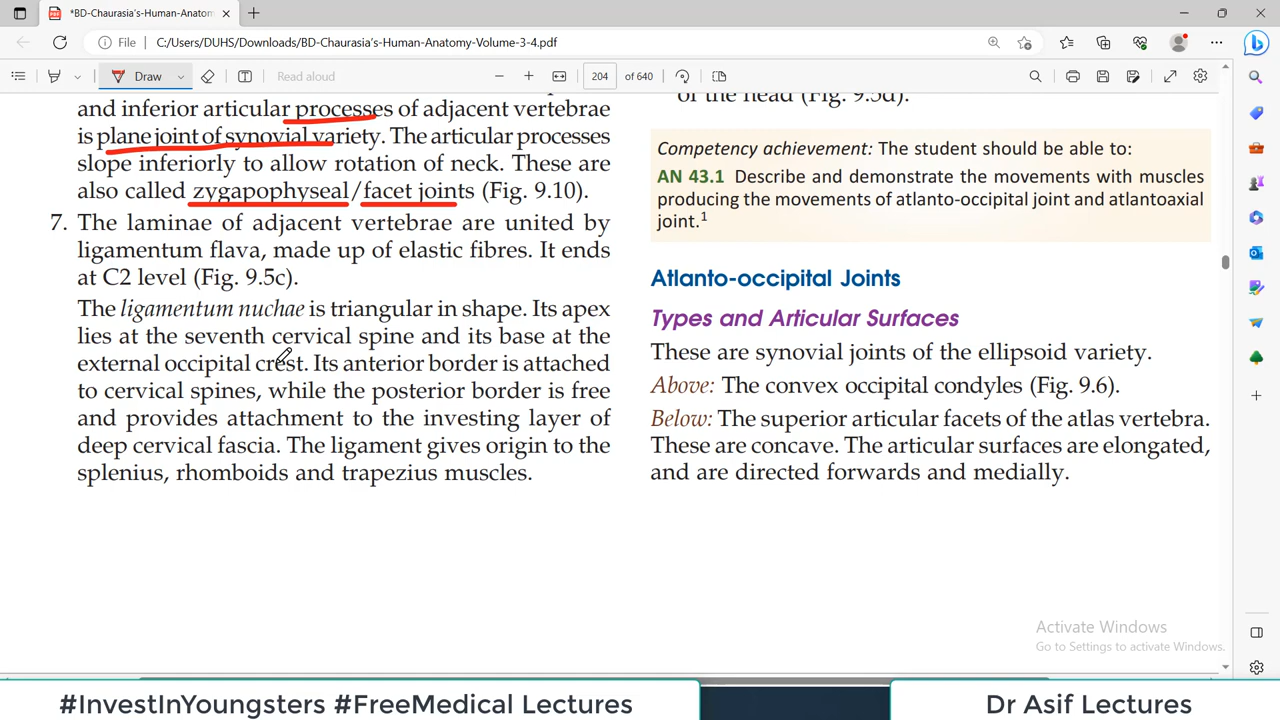 *BD-Chaurasia's-Human-Anatom
File
C:/Users/DUHS/Downloads/BD-Chaurasia's-Human-Anatomy-Volume-3-4.pdf
Draw
Read aloud
204 of 640
and inferior articular processes of adjacent vertebrae
is plane joint of synovial variety. The articular processes
slope inferiorly to allow rotation of neck. These are
also called zygapophyseal/facet joints (Fig. 9.10).
7. The laminae of adjacent vertebrae are united by
ligamentum flava, made up of elastic fibres. It ends
at C2 level (Fig. 9.5c).
The ligamentum nuchae is triangular in shape. Its apex
lies at the seventh cervical spine and its base at the
external occipital crest. Its anterior border is attached
to cervical spines, while the posterior border is free
and provides attachment to the investing layer of
deep cervical fascia. The ligament gives origin to the
splenius, rhomboids and trapezius muscles.
of the head (Fig. 9.5d).
Competency achievement: The student should be able to:
AN 43.1 Describe and demonstrate the movements with muscles
producing the movements of atlanto-occipital joint and atlantoaxial
joint.1
Atlanto-occipital Joints
Types and Articular Surfaces
These are synovial joints of the ellipsoid variety.
Above: The convex occipital condyles (Fig. 9.6).
Below: The superior articular facets of the atlas vertebra.
These are concave. The articular surfaces are elongated,
and are directed forwards and medially.
Activate Windows
Go to Settings to activate Windows.
#InvestInYoungsters #FreeMedical Lectures
Dr Asif Lectures